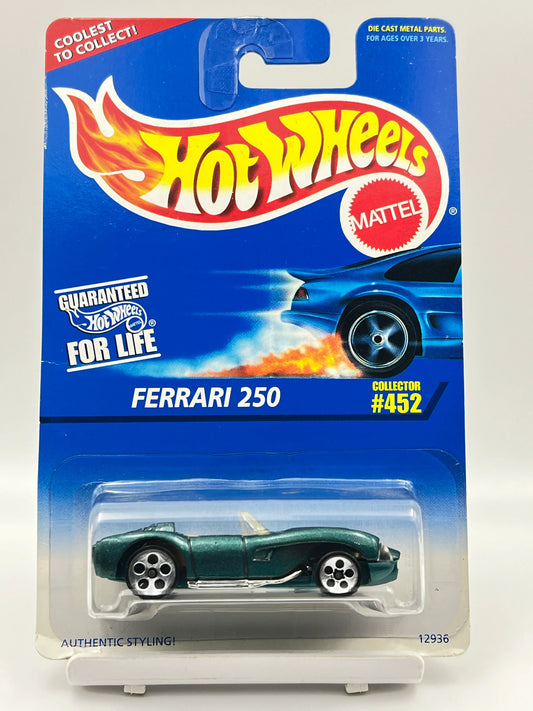 COOLEST
TO COLLECT!
DIE CAST METAL PARTS.
FOR AGES OVER 3 YEARS.
HOT WHEELS
MATTEL
®
GUARANTEED
HOT WHEELS ®
FOR LIFE
FERRARI 250
COLLECTOR
#452
AUTHENTIC STYLING!
12936